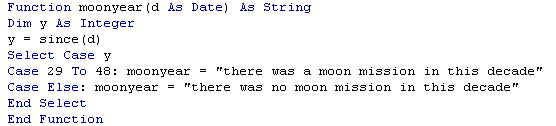 Function moonyear(d As Date) As String
Dim y As Integer
y = since(d)
Select Case y
Case 29 To 48: moonyear = "there was a moon mission in this decade"
Case Else: moonyear = "there was no moon mission in this decade"
End Select
End Function